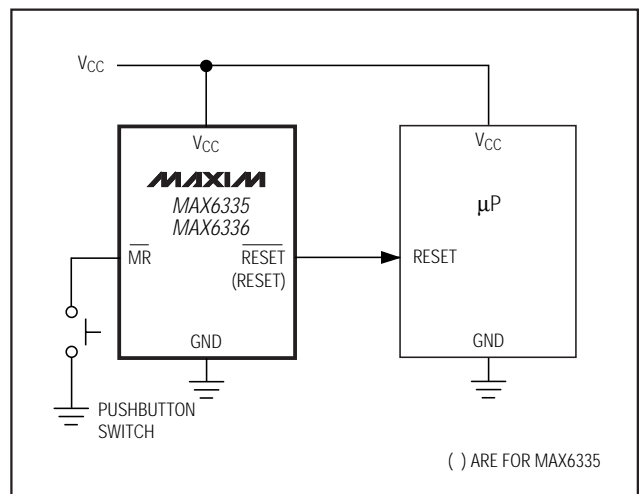 VCC
VCC
MAXIM
MAX6335
MAX6336
MR
RESET
(RESET)
GND
PUSHBUTTON
SWITCH
VCC
μP
RESET
GND
( ) ARE FOR MAX6335